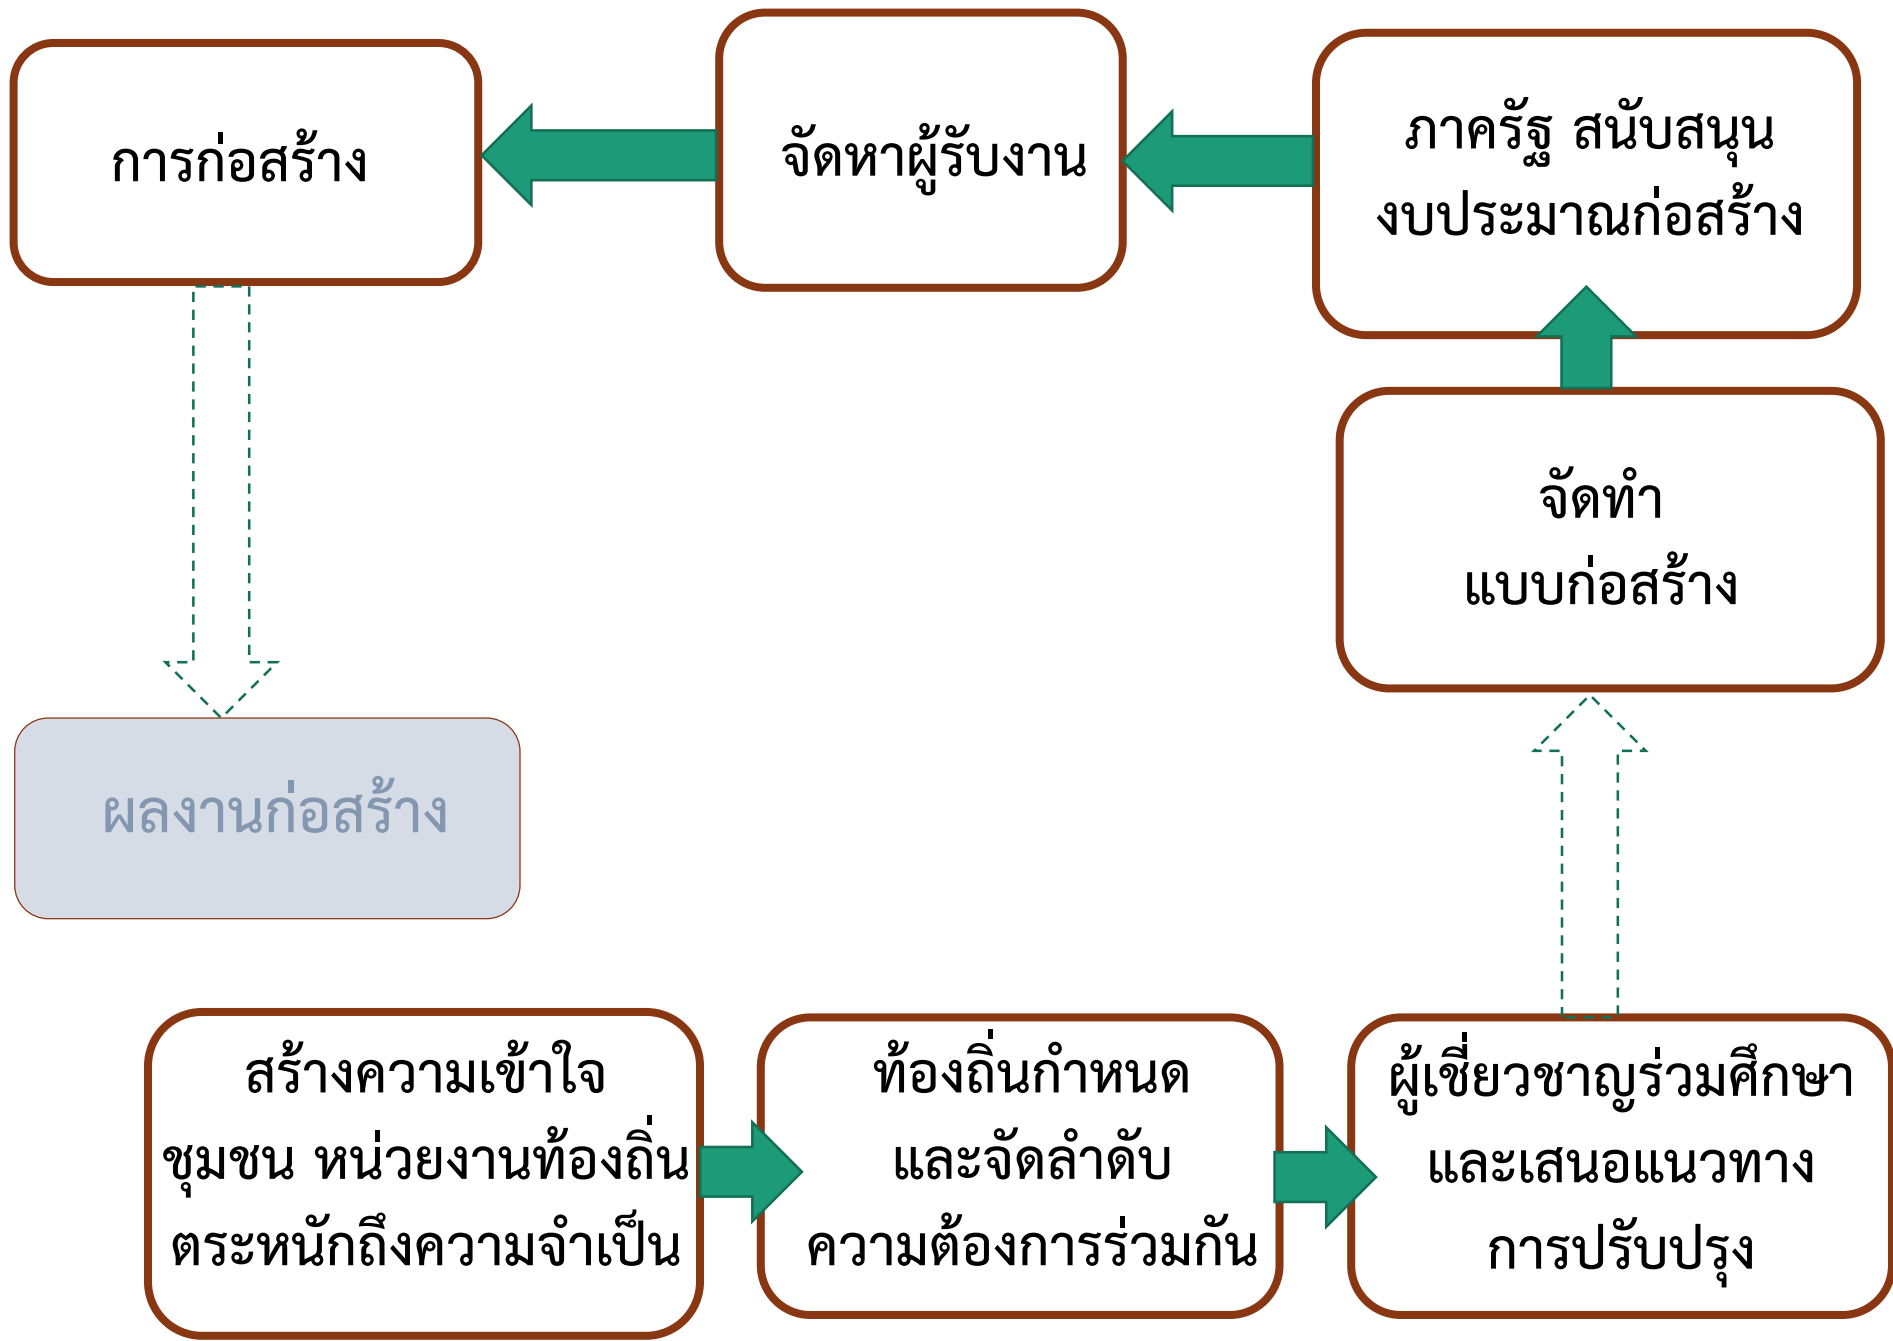 การก่อสร้าง
จัดหาผู้รับงาน
ภาครัฐ สนับสนุน
งบประมาณก่อสร้าง
จัดทำ
แบบก่อสร้าง
ผลงานก่อสร้าง
สร้างความเข้าใจ
ชุมชน หน่วยงานท้องถิ่น
ตระหนักถึงความจำเป็น
ท้องถิ่นกำหนด
และจัดลำดับ
ความต้องการร่วมกัน
ผู้เชี่ยวชาญร่วมศึกษา
และเสนอแนวทาง
การปรับปรุง